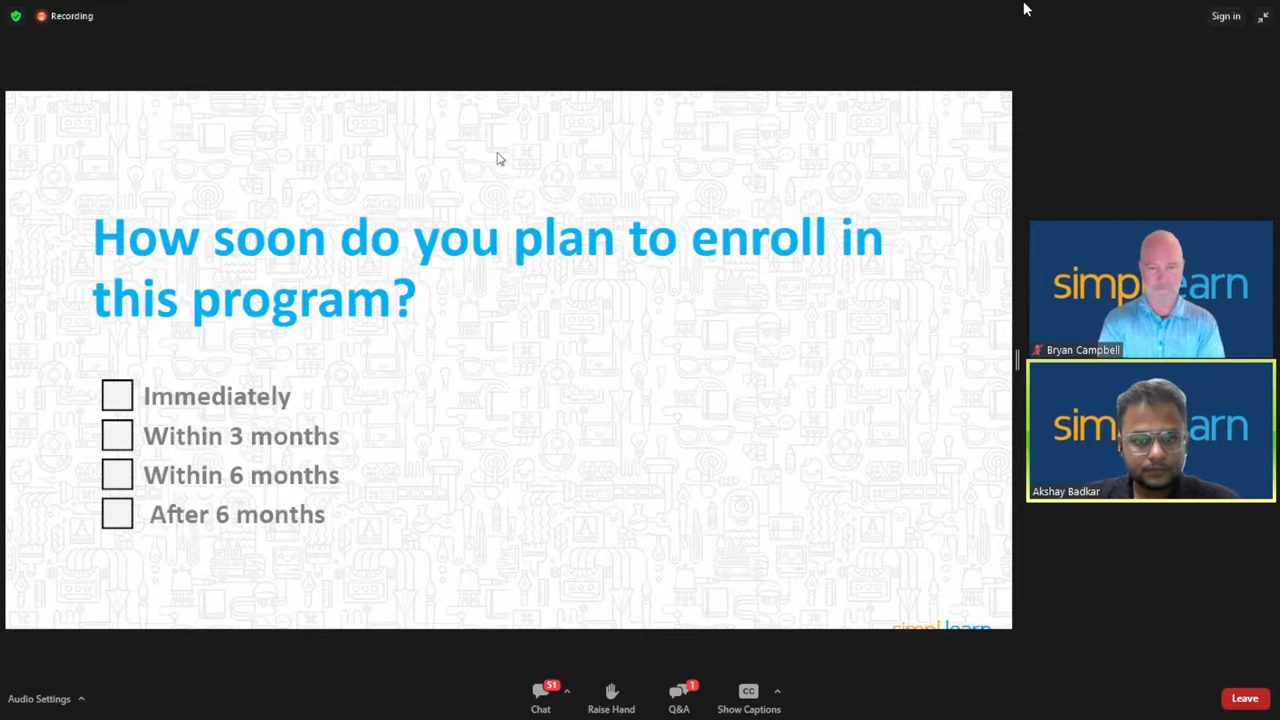 Recording
Sign in
How soon do you plan to enroll in
this program?
Immediately
Within 3 months
Within 6 months
After 6 months
simplilearn
Bryan Campbell
Akshay Badkar
Audio Settings
51
Chat
Raise Hand
1
Q&A
CC
Show Captions
Leave